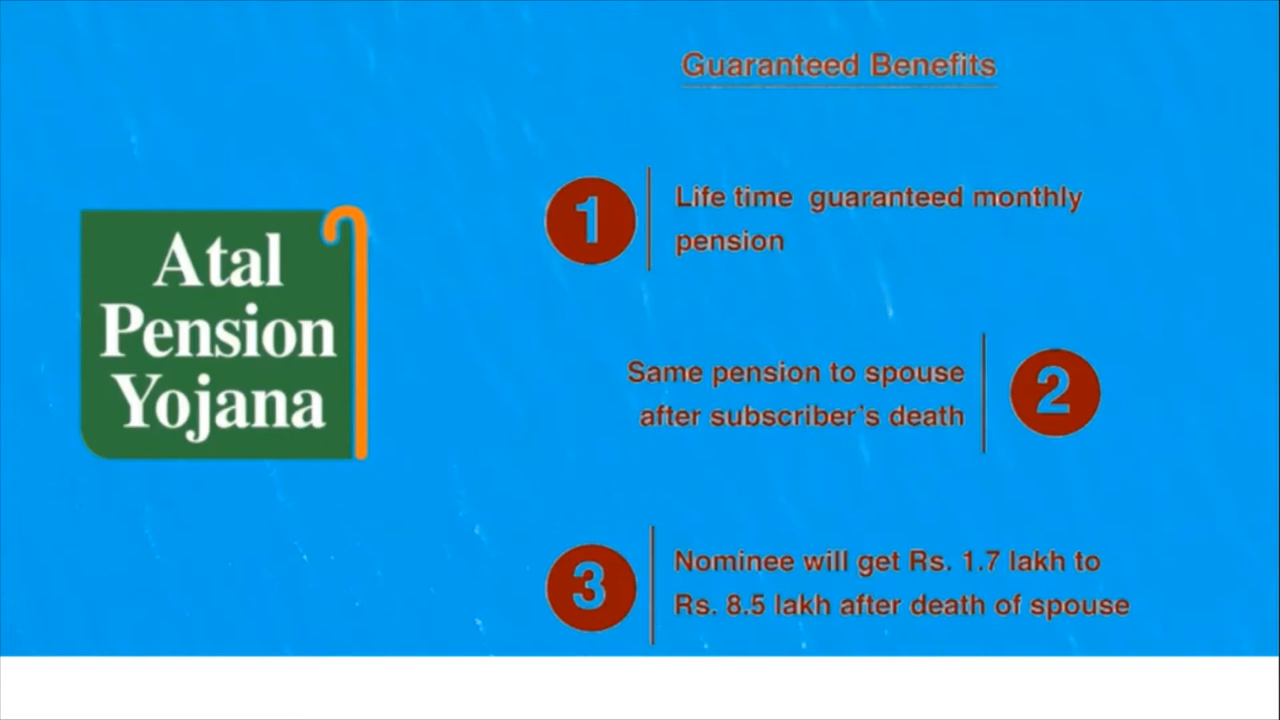 Guaranteed Benefits
Atal
Pension
Yojana
1
Life time guaranteed monthly
pension
Same pension to spouse
after subscriber's death
2
3
Nominee will get Rs. 1.7 lakh to
Rs. 8.5 lakh after death of spouse